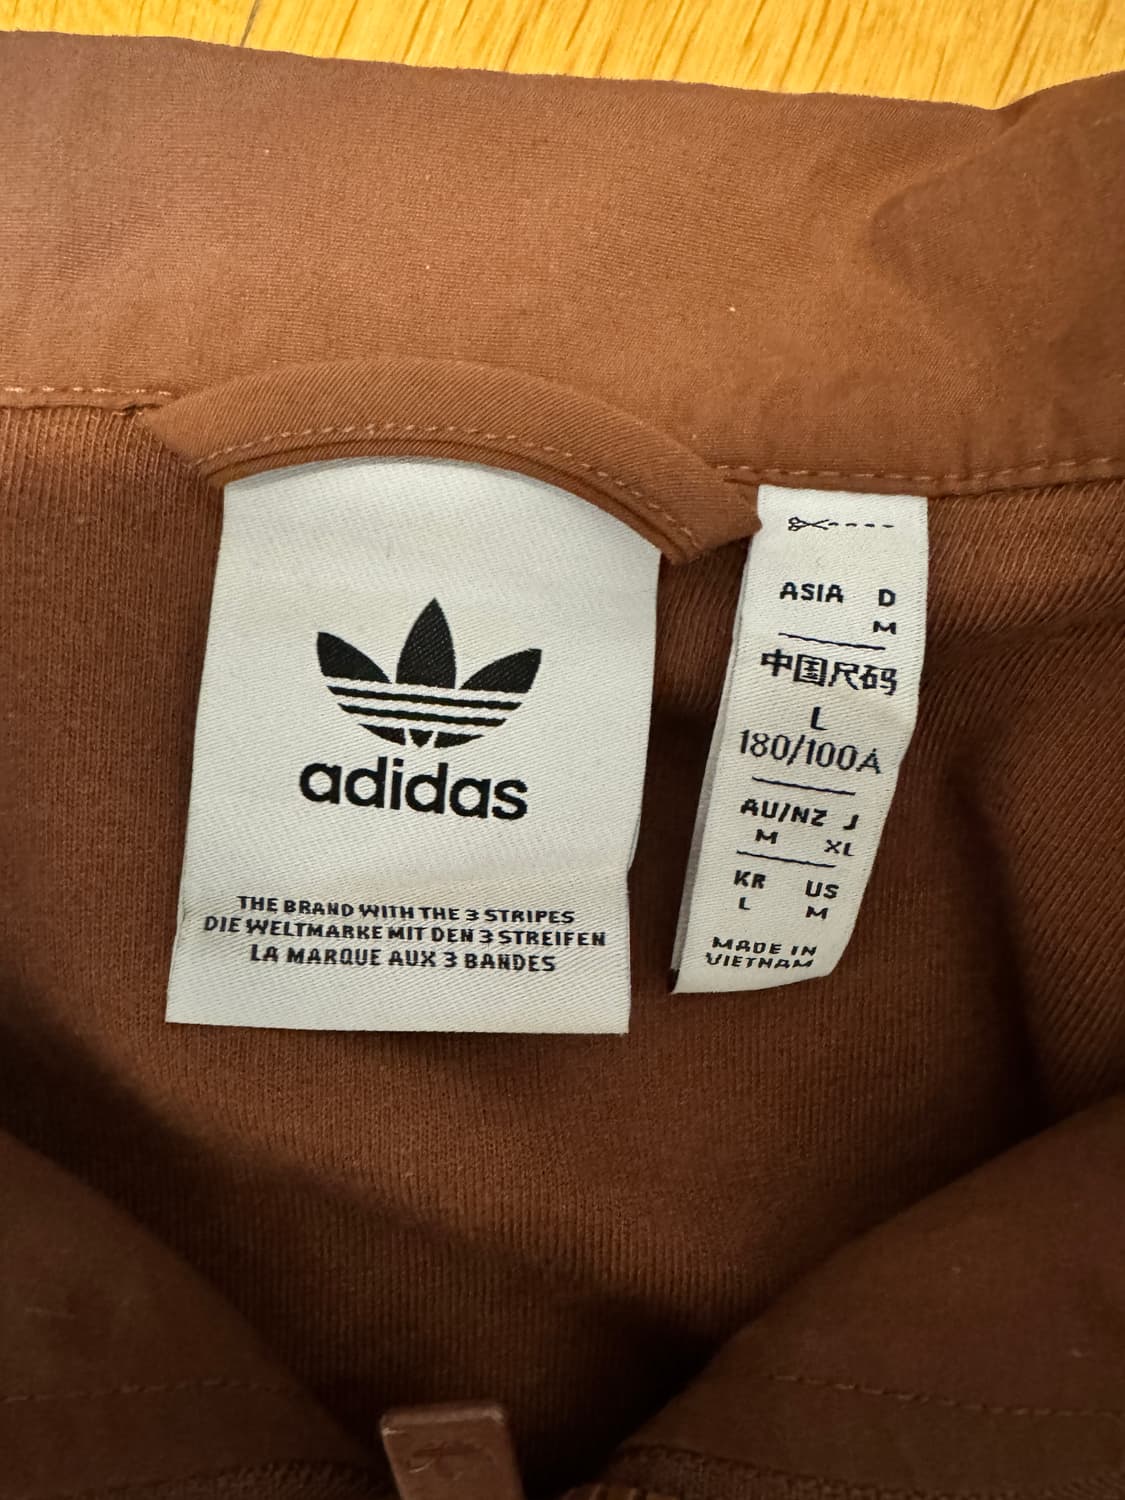 adidas
THE BRAND WITH THE 3 STRIPES
DIE WELTMARKE MIT DEN 3 STREIFEN
LA MARQUE AUX 3 BANDES
ASIA D
M
中国尺码
L
180/100A
AU/NZ J
M XL
KR US
L M
MADE IN
VIETNAM